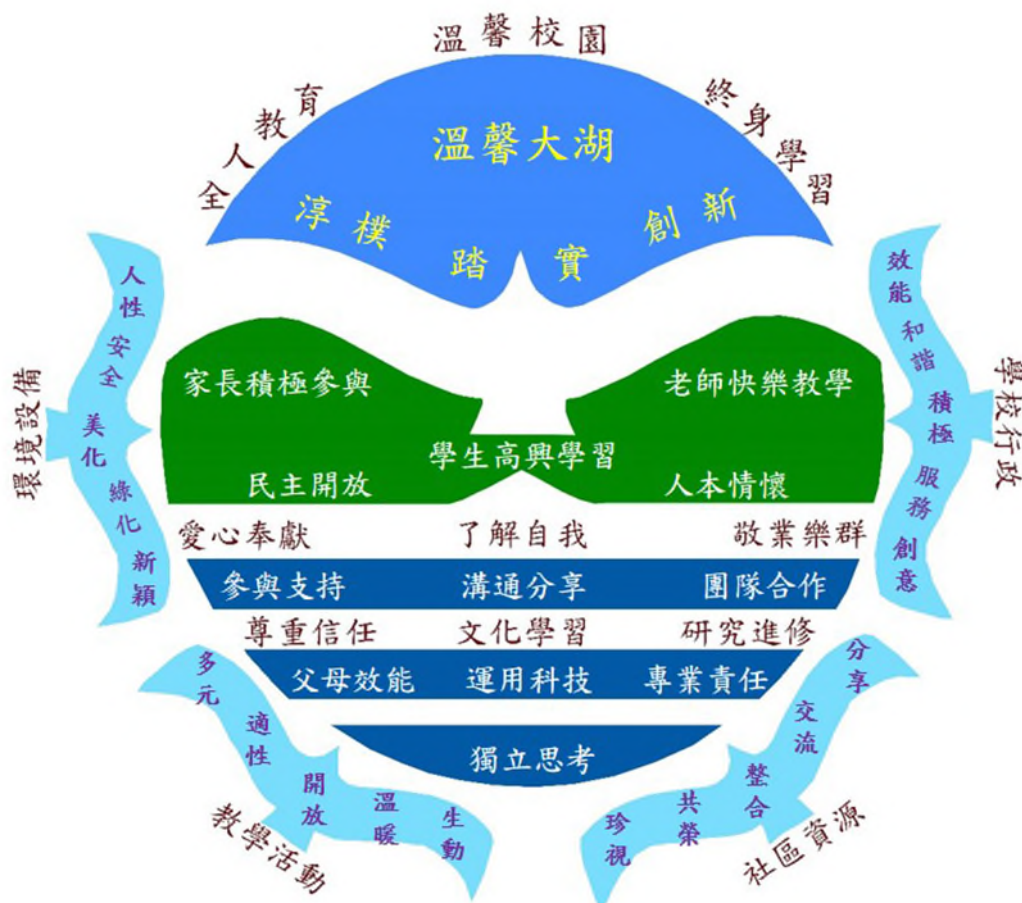 溫馨校園
全人教育
終身學習
溫馨大湖
淳樸
踏實
創新
環境設備
人性
安全
美化
綠化
新穎
學校行政
效能
和諧
積極
服務
創意
家長積極參與
老師快樂教學
學生高興學習
民主開放
人本情懷
愛心奉獻 了解自我 敬業樂群
參與支持 溝通分享 團隊合作
尊重信任 文化學習 研究進修
父母效能 運用科技 專業責任
獨立思考
教學活動
多元
適性
開放
溫暖
生動
社區資源
珍視
共榮
整合
交流
分享